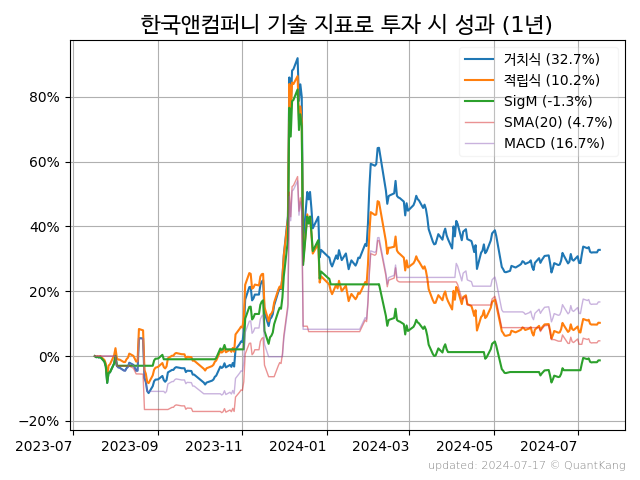 한국앤컴퍼니 기술 지표로 투자 시 성과 (1년)
거치식 (32.7%)
적립식 (10.2%)
SigM (-1.3%)
SMA(20) (4.7%)
MACD (16.7%)
80%
60%
40%
20%
0%
−20%
2023-07 2023-09 2023-11 2024-01 2024-03 2024-05 2024-07
updated: 2024-07-17 © QuantKang